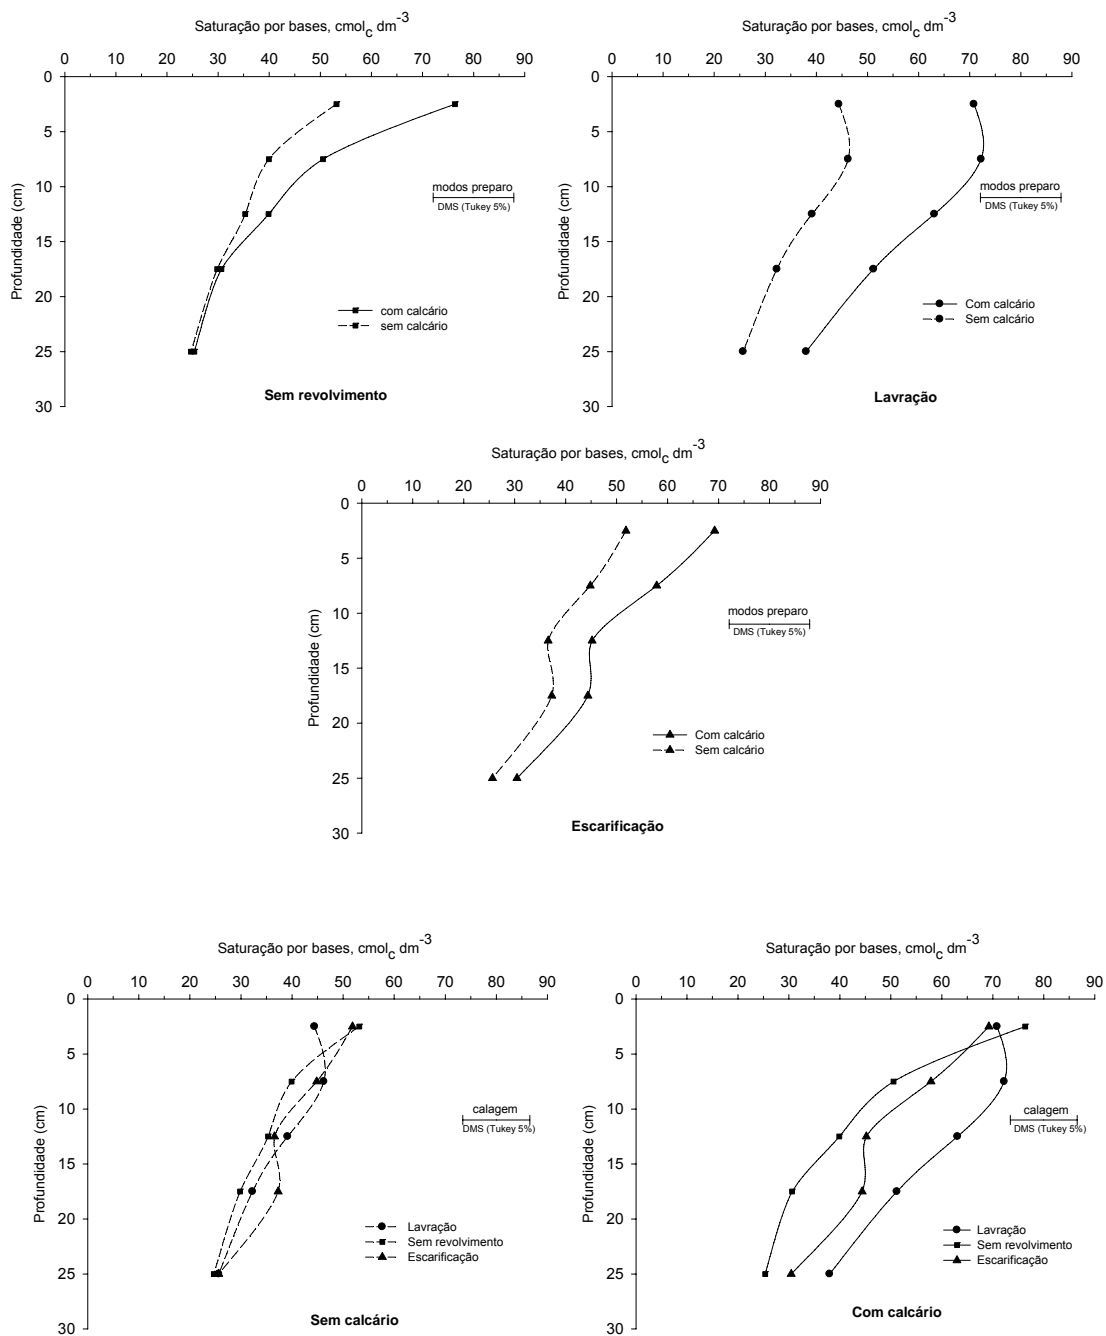 Saturação por bases, cmolc dm-3
0 10 20 30 40 50 60 70 80 90
0
5
10
15
20
25
30
Profundidade (cm)
modos preparo
DMS (Tukey 5%)
com calcário
sem calcário
Sem revolvimento
Saturação por bases, cmolc dm-3
0 10 20 30 40 50 60 70 80 90
0
5
10
15
20
25
30
Profundidade (cm)
modos preparo
DMS (Tukey 5%)
Com calcário
Sem calcário
Lavração
Saturação por bases, cmolc dm-3
0 10 20 30 40 50 60 70 80 90
0
5
10
15
20
25
30
Profundidade (cm)
modos preparo
DMS (Tukey 5%)
Com calcário
Sem calcário
Escarificação
Saturação por bases, cmolc dm-3
0 10 20 30 40 50 60 70 80 90
0
5
10
15
20
25
30
Profundidade (cm)
calagem
DMS (Tukey 5%)
Lavração
Sem revolvimento
Escarificação
Sem calcário
Saturação por bases, cmolc dm-3
0 10 20 30 40 50 60 70 80 90
0
5
10
15
20
25
30
Profundidade (cm)
calagem
DMS (Tukey 5%)
Lavração
Sem revolvimento
Escarificação
Com calcário